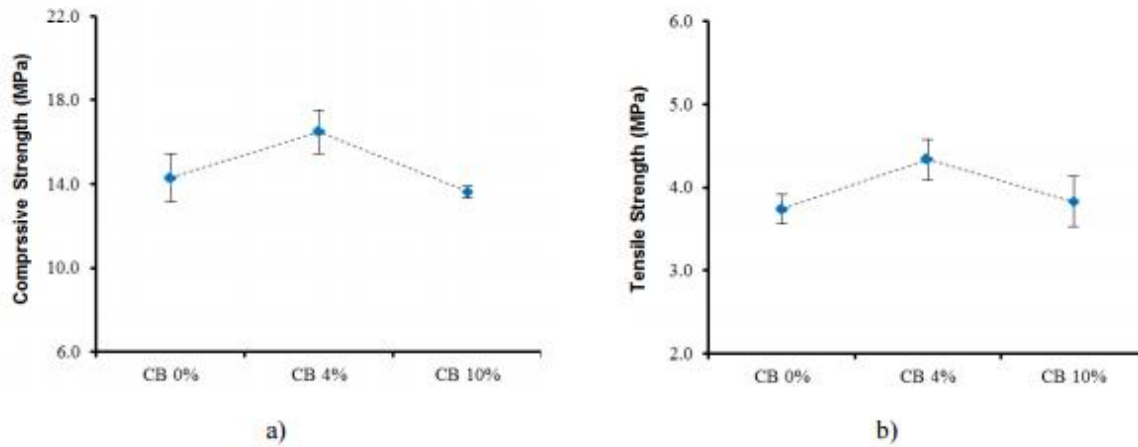 Comprssive Strength (MPa)
22.0
18.0
14.0
10.0
6.0
CB 0%
CB 4%
CB 10%
a)
Tensile Strength (MPa)
6.0
5.0
4.0
3.0
2.0
CB 0%
CB 4%
CB 10%
b)